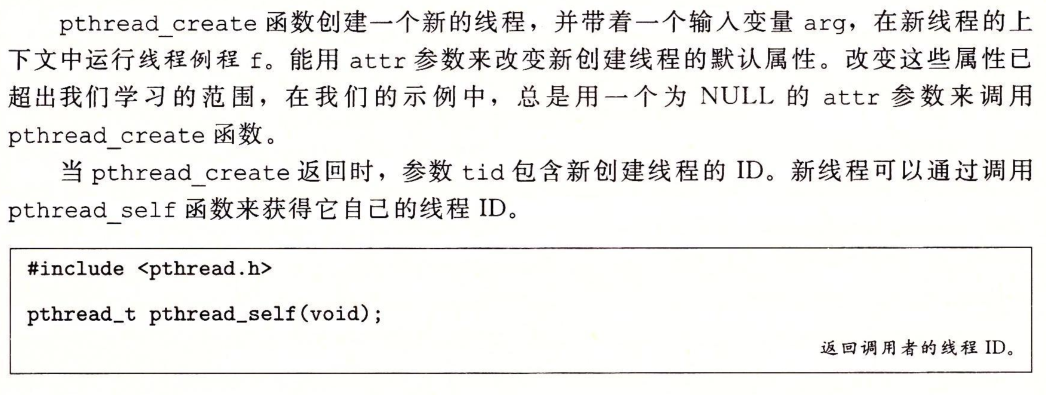 pthread_create 函数创建一个新的线程，并带着一个输入变量 arg，在新线程的上
下文中运行线程例程 f。能用 attr 参数来改变新创建线程的默认属性。改变这些属性已
超出我们学习的范围，在我们的示例中，总是用一个为 NULL 的 attr 参数来调用
pthread_create 函数。
当 pthread_create 返回时，参数 tid 包含新创建线程的 ID。新线程可以通过调用
pthread_self 函数来获得它自己的线程 ID。
#include <pthread.h>
pthread_t pthread_self(void);
返回调用者的线程 ID。